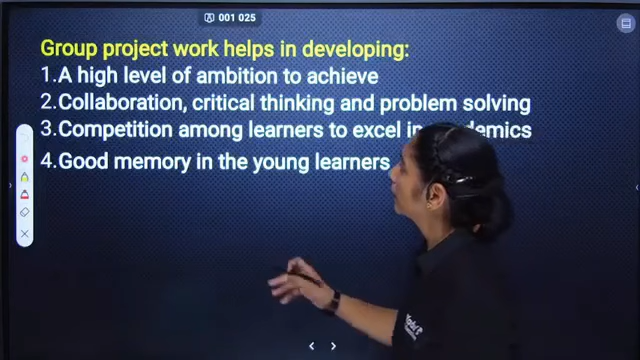 001 025
Group project work helps in developing:
1.A high level of ambition to achieve
2.Collaboration, critical thinking and problem solving
3.Competition among learners to excel in
4.Good memory in the young learners